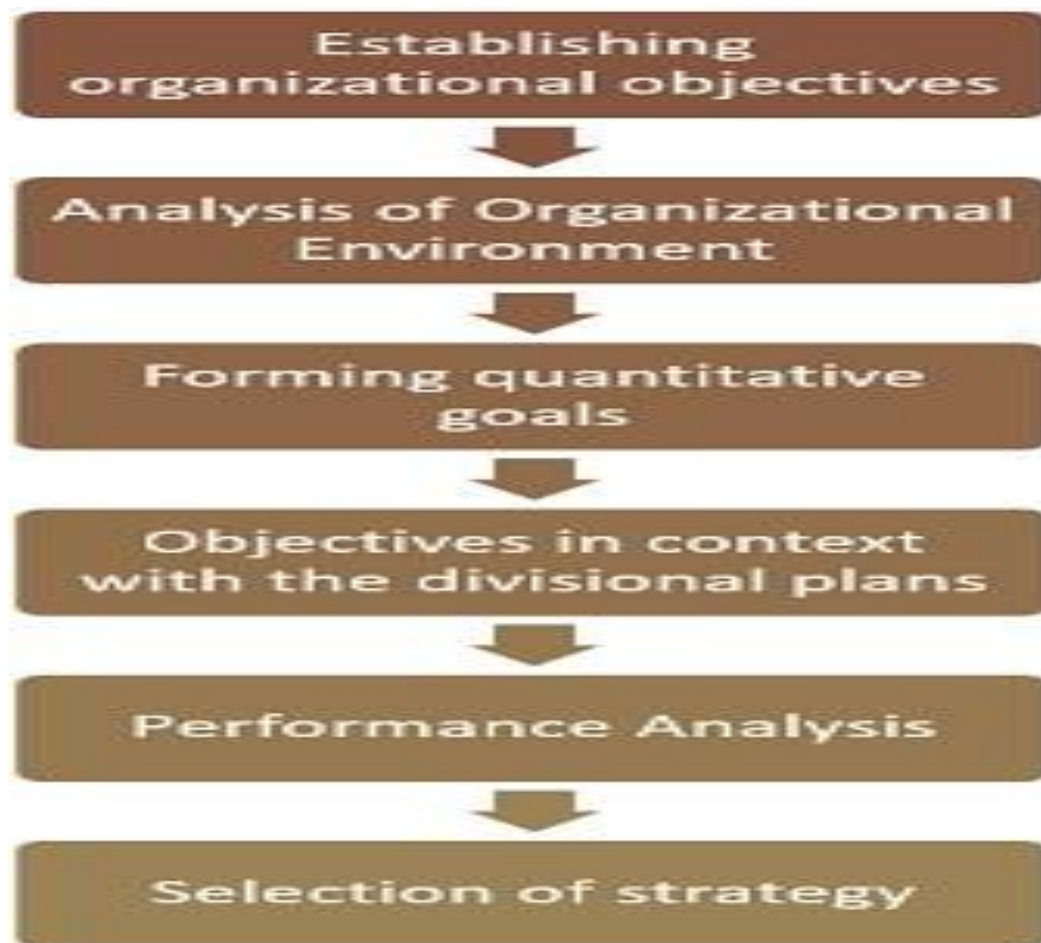 Establishing
organizational objectives
Analysis of Organizational
Environment
Forming quantitative
goals
Objectives in context
with the divisional plans
Performance Analysis
Selection of strategy